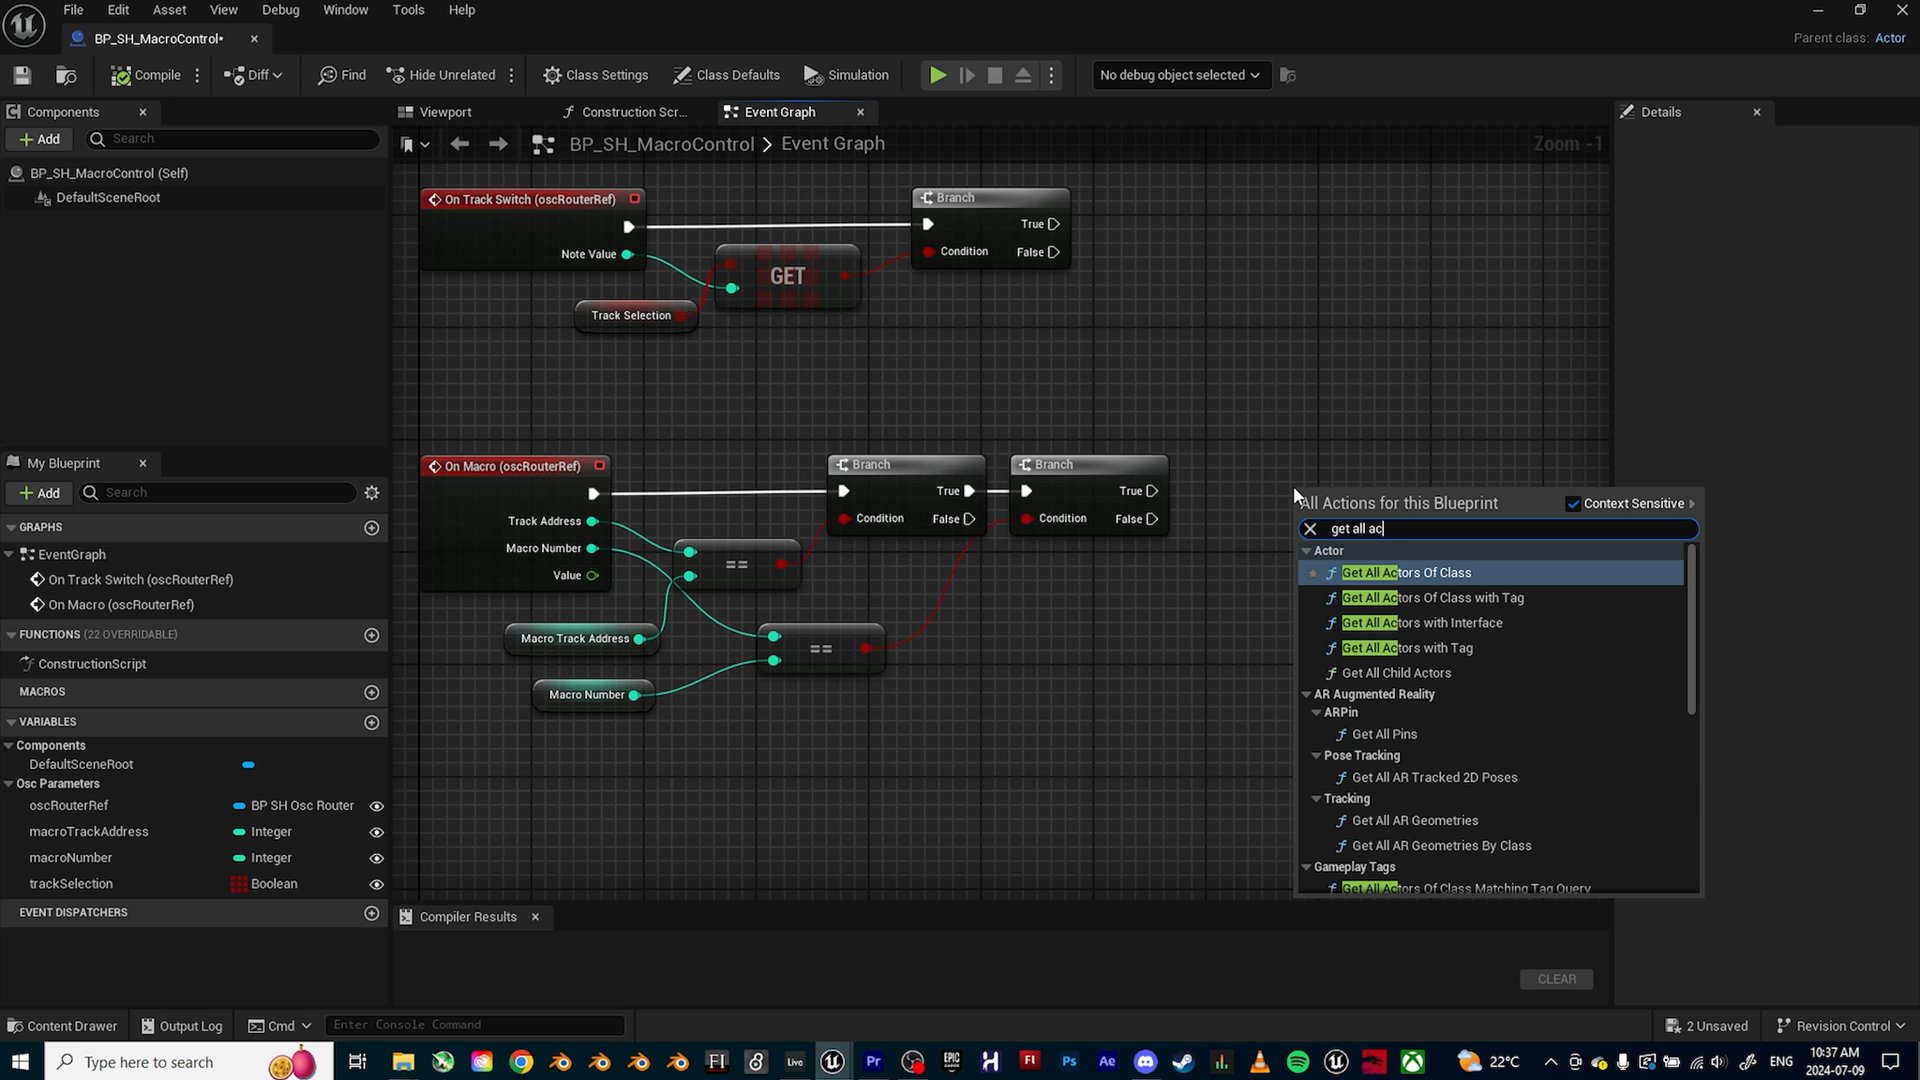 File Edit Asset View Debug Window Tools Help
BP_SH_MacroControl•
Parent class: Actor
Compile Diff Find Hide Unrelated Class Settings Class Defaults Simulation No debug object selected
Components
Add Search
BP_SH_MacroControl (Self)
DefaultSceneRoot
Viewport Construction Scr... Event Graph
BP_SH_MacroControl > Event Graph
Zoom -1
Details
On Track Switch (oscRouterRef)
Note Value
Track Selection
GET
Branch
True
Condition False
On Macro (oscRouterRef)
Track Address
Macro Number
Value
Macro Track Address
Macro Number
==
==
Branch
True
Condition False
Branch
True
Condition False
All Actions for this Blueprint Context Sensitive
get all ac
Actor
Get All Actors Of Class
Get All Actors Of Class with Tag
Get All Actors with Interface
Get All Actors with Tag
Get All Child Actors
AR Augmented Reality
ARPin
Get All Pins
Pose Tracking
Get All AR Tracked 2D Poses
Tracking
Get All AR Geometries
Get All AR Geometries By Class
Gameplay Tags
Get All Actors Of Class Matching Tag Query
My Blueprint
Add Search
GRAPHS
EventGraph
On Track Switch (oscRouterRef)
On Macro (oscRouterRef)
FUNCTIONS (22 OVERRIDABLE)
ConstructionScript
MACROS
VARIABLES
Components
DefaultSceneRoot
Osc Parameters
oscRouterRef BP SH Osc Router
macroTrackAddress Integer
macroNumber Integer
trackSelection Boolean
EVENT DISPATCHERS
Compiler Results
CLEAR
Content Drawer Output Log Cmd Enter Console Command 2 Unsaved Revision Control
Type here to search
Live Pr EPIC GAMES Fl Ps Ae
22°C ENG 10:37 AM
2024-07-09